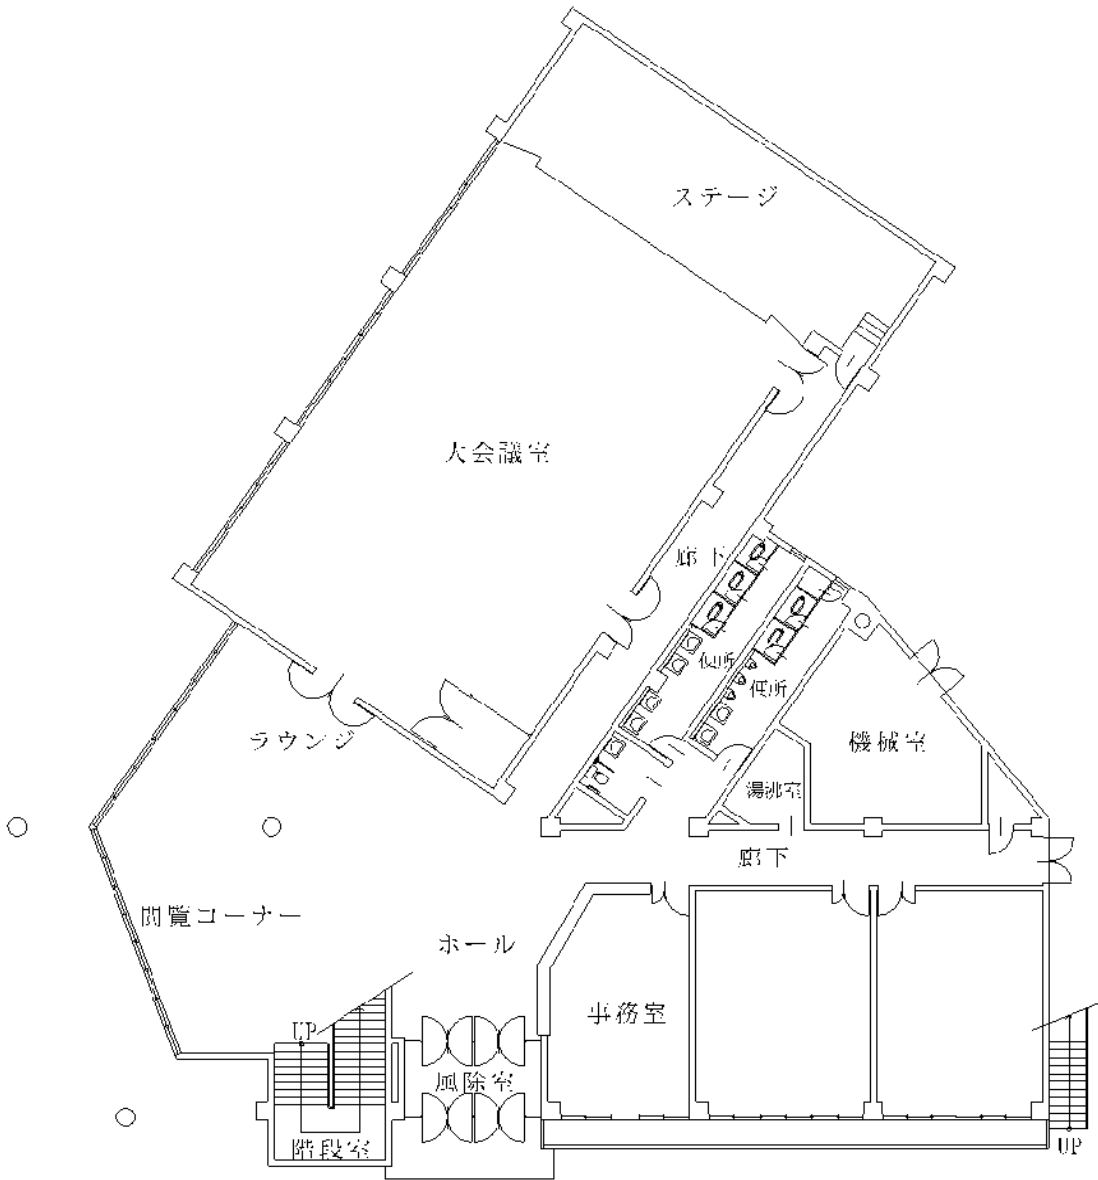 ステージ
大会議室
廊下
便所
便所
ラウンジ
機械室
湯沸室
廊下
閲覧コーナー
ホール
事務室
UP
風除室
階段室
UP